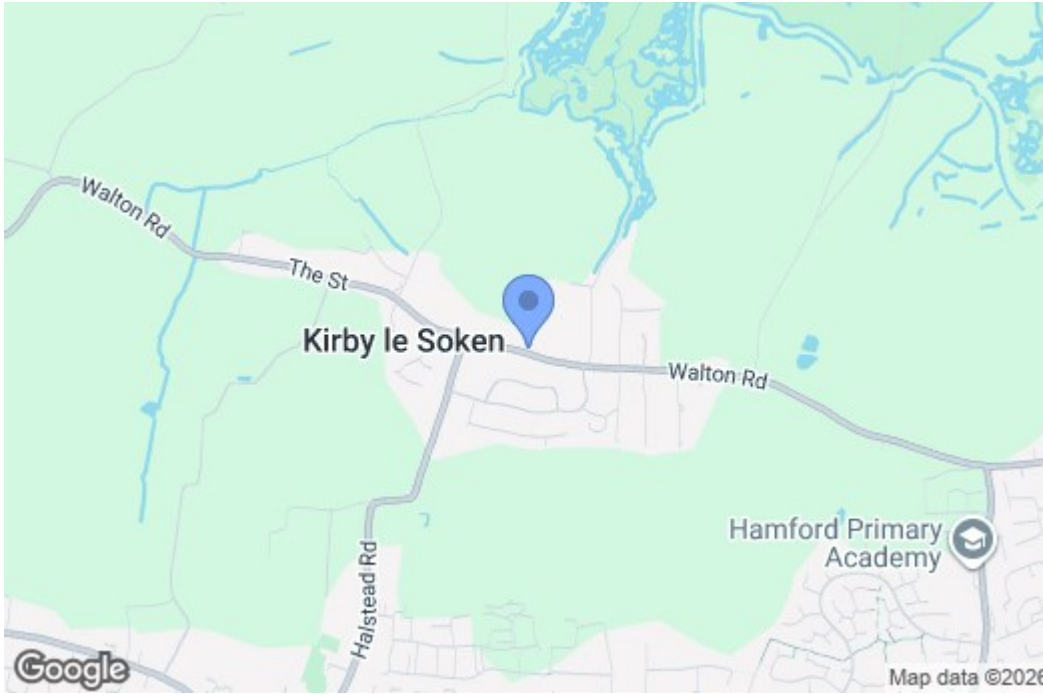 Walton Rd
The St
Kirby le Soken
Walton Rd
Hamford Primary
Academy
Halstead Rd
Google
Map data ©2026